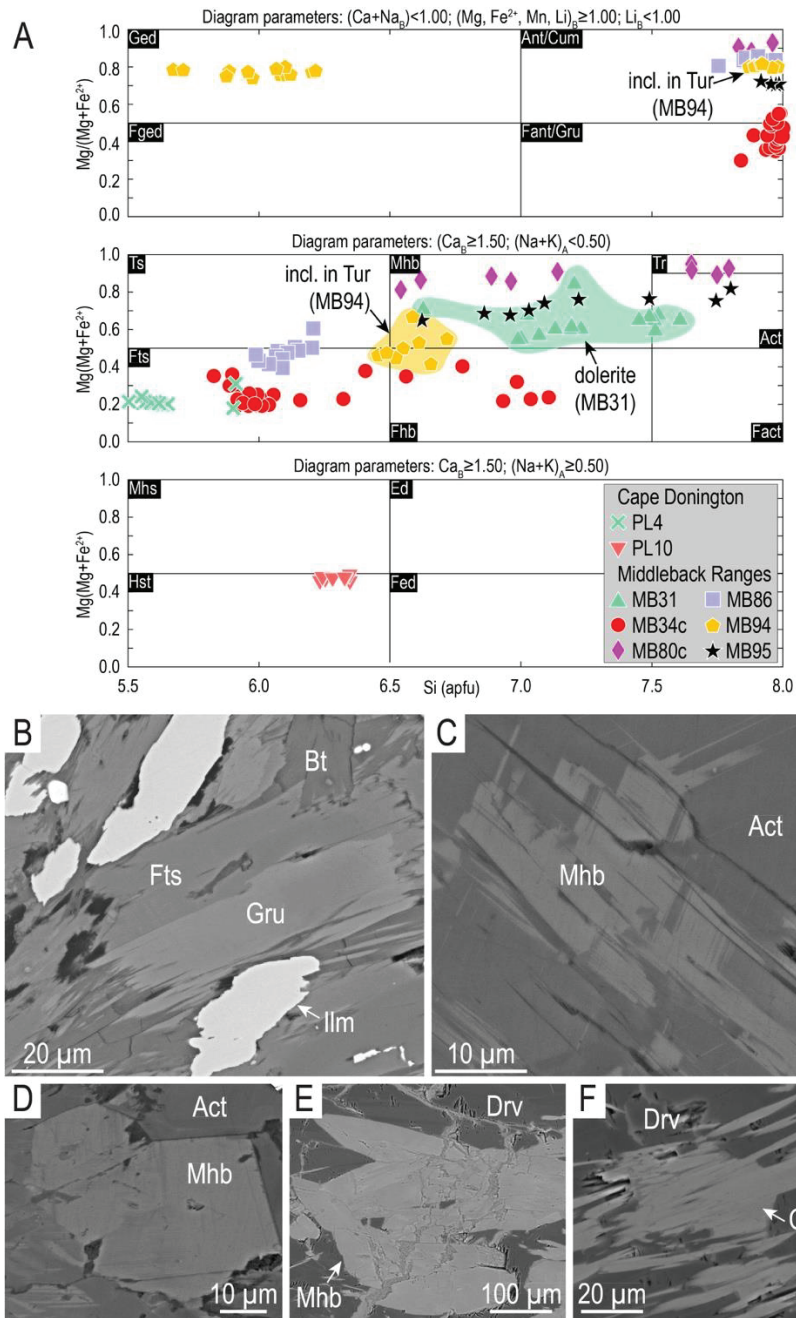 A
Diagram parameters: (Ca+NaB)<1.00; (Mg, Fe2+, Mn, Li)B≥1.00; LiB<1.00
Ged
Ant/Cum
incl. in Tur
(MB94)
Fged
Fant/Gru
Mg/(Mg+Fe2+)
1.0
0.8
0.6
0.4
0.2
0.0
Diagram parameters: (CaB≥1.50; (Na+K)A<0.50)
Ts
Mhb
Tr
incl. in Tur
(MB94)
Fts
Act
dolerite
(MB31)
Fhb
Fact
Mg(Mg+Fe2+)
1.0
0.8
0.6
0.4
0.2
0.0
Diagram parameters: CaB≥1.50; (Na+K)A≥0.50)
Mhs
Ed
Hst
Fed
Mg(Mg+Fe2+)
1.0
0.8
0.6
0.4
0.2
0.0
Cape Donington
PL4
PL10
Middleback Ranges
MB31 MB86
MB34c MB94
MB80c MB95
5.5 6.0 6.5 Si (apfu) 7.0 7.5 8.0
B
Bt
Fts
Gru
Ilm
20 µm
C
Act
Mhb
10 µm
D
Act
Mhb
10 µm
E
Drv
Mhb
100 µm
F
Drv
20 µm